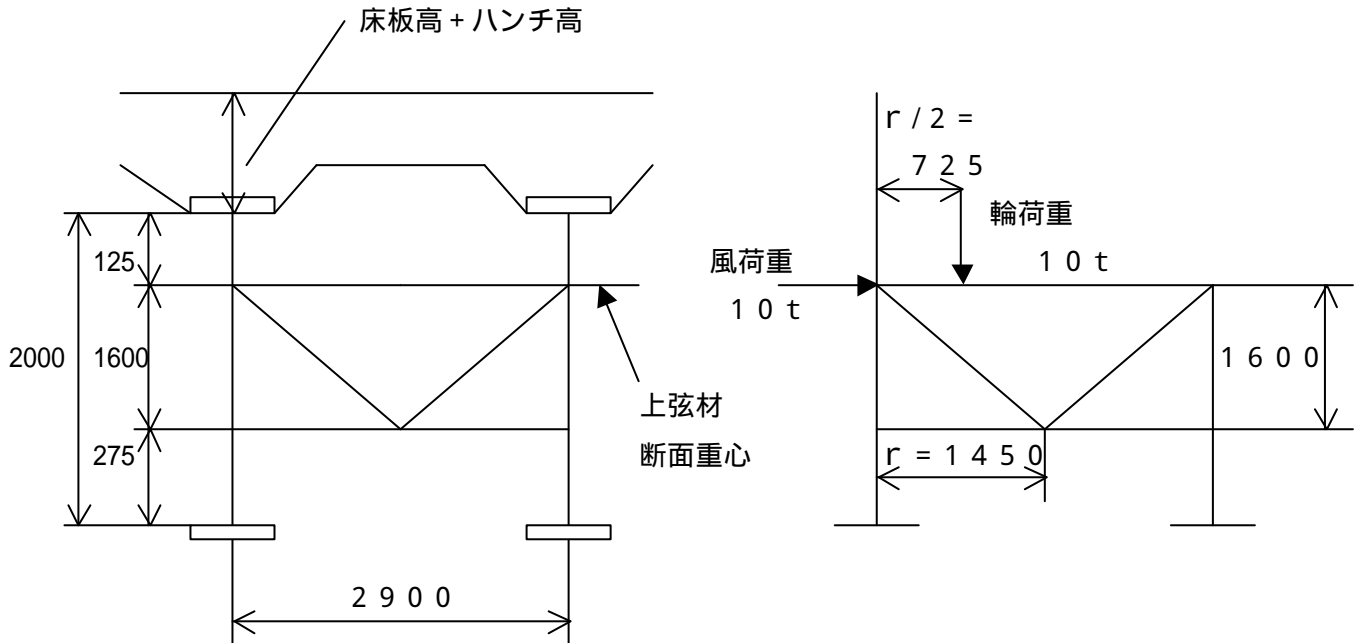 床板高+ハンチ高
125
2000
1600
275
2900
上弦材
断面重心
r/2=
725
輪荷重
10t
風荷重
10t
1600
r=1450